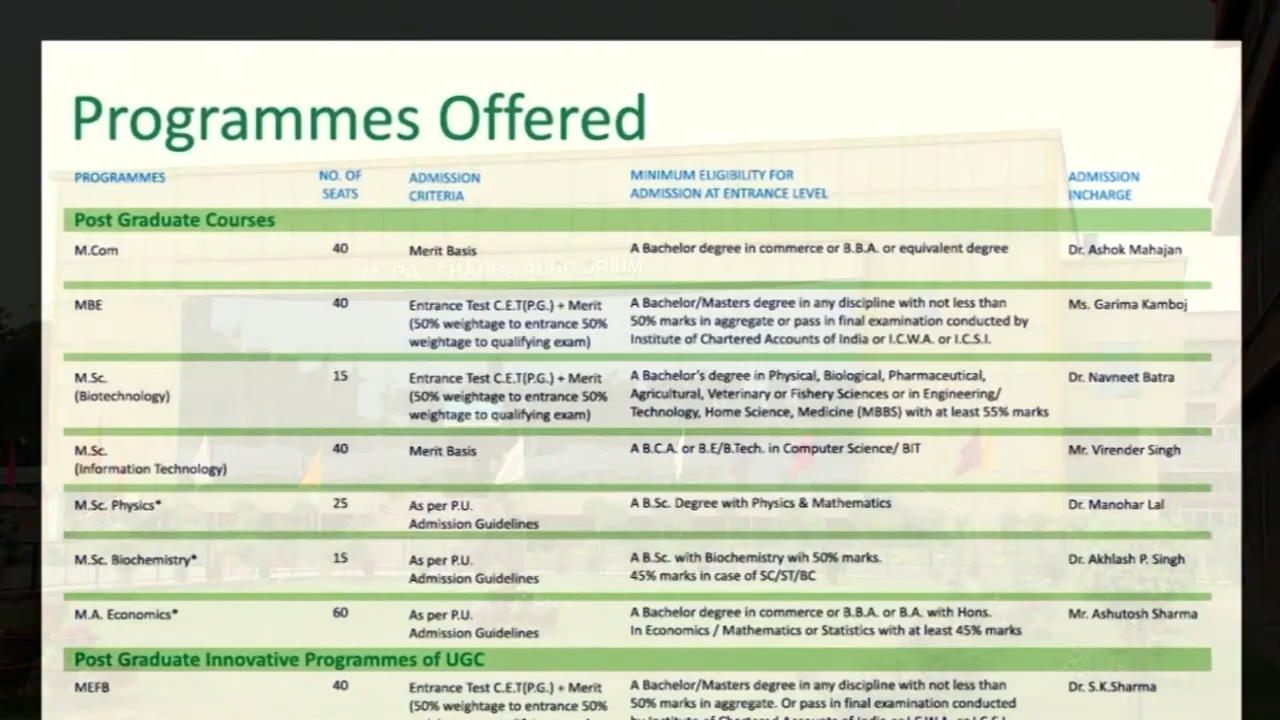 Programmes Offered
PROGRAMMES NO. OF SEATS ADMISSION CRITERIA MINIMUM ELIGIBILITY FOR ADMISSION AT ENTRANCE LEVEL ADMISSION INCHARGE
Post Graduate Courses
M.Com 40 Merit Basis A Bachelor degree in commerce or B.B.A. or equivalent degree Dr. Ashok Mahajan
AUDITORIUM
MBE 40 Entrance Test C.E.T(P.G.) + Merit A Bachelor/Masters degree in any discipline with not less than Ms. Garima Kamboj
(50% weightage to entrance 50% 50% marks in aggregate or pass in final examination conducted by
weightage to qualifying exam) Institute of Chartered Accounts of India or I.C.W.A. or I.C.S.I.
M.Sc. 15 Entrance Test C.E.T(P.G.) + Merit A Bachelor's degree in Physical, Biological, Pharmaceutical, Dr. Navneet Batra
(Biotechnology) (50% weightage to entrance 50% Agricultural, Veterinary or Fishery Sciences or in Engineering/
weightage to qualifying exam) Technology, Home Science, Medicine (MBBS) with at least 55% marks
M.Sc. 40 Merit Basis A B.C.A. or B.E/B.Tech. in Computer Science/ BIT Mr. Virender Singh
(Information Technology)
M.Sc. Physics* 25 As per P.U. A B.Sc. Degree with Physics & Mathematics Dr. Manohar Lal
Admission Guidelines
M.Sc. Biochemistry* 15 As per P.U. A B.Sc. with Biochemistry wih 50% marks. Dr. Akhlash P. Singh
Admission Guidelines 45% marks in case of SC/ST/BC
M.A. Economics* 60 As per P.U. A Bachelor degree in commerce or B.B.A. or B.A. with Hons. Mr. Ashutosh Sharma
Admission Guidelines In Economics / Mathematics or Statistics with at least 45% marks
Post Graduate Innovative Programmes of UGC
MEFB 40 Entrance Test C.E.T(P.G.) + Merit A Bachelor/Masters degree in any discipline with not less than Dr. S.K.Sharma
(50% weightage to entrance 50% 50% marks in aggregate. Or pass in final examination conducted